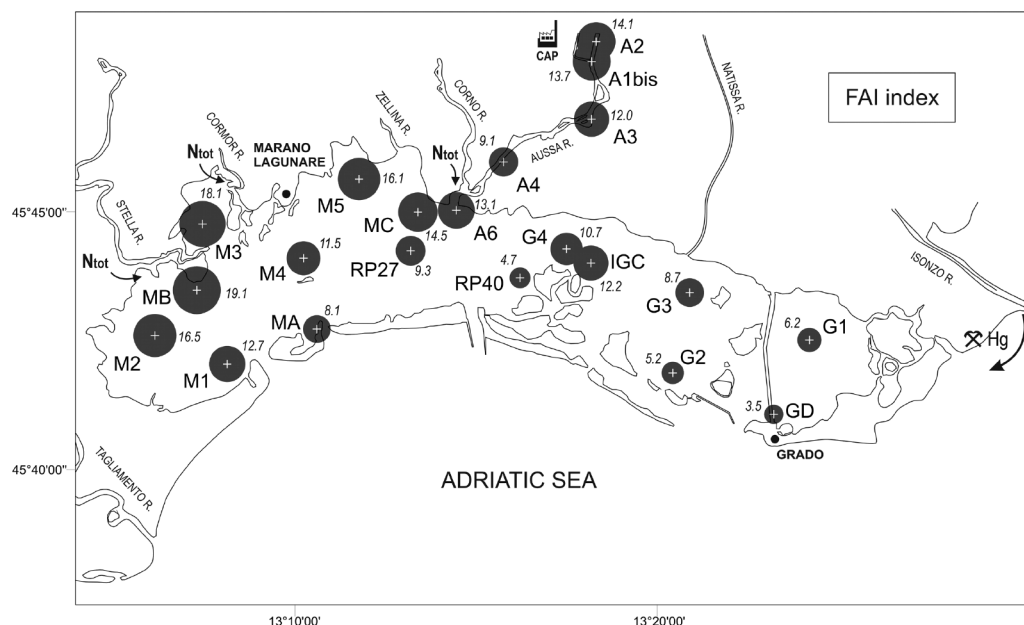 14.1
A2
CAP
13.7
A1bis
FAI index
NATISSA R.
12.0
A3
CORNO R.
ZELLINA R.
9.1
AUSSA R.
A4
CORMOR R.
MARANO
LAGUNARE
Ntot
Ntot
18.1
M3
16.1
M5
13.1
A6
MC
14.5
45°45'00"
STELLA R.
Ntot
11.5
M4
RP27
9.3
G4
10.7
IGC
12.2
4.7
RP40
ISONZO R.
MB
19.1
8.7
G3
MA
8.1
16.5
M2
12.7
M1
6.2
G1
Hg
5.2
G2
3.5
GD
GRADO
45°40'00"
TAGLIAMENTO R.
ADRIATIC SEA
13°10'00"
13°20'00"